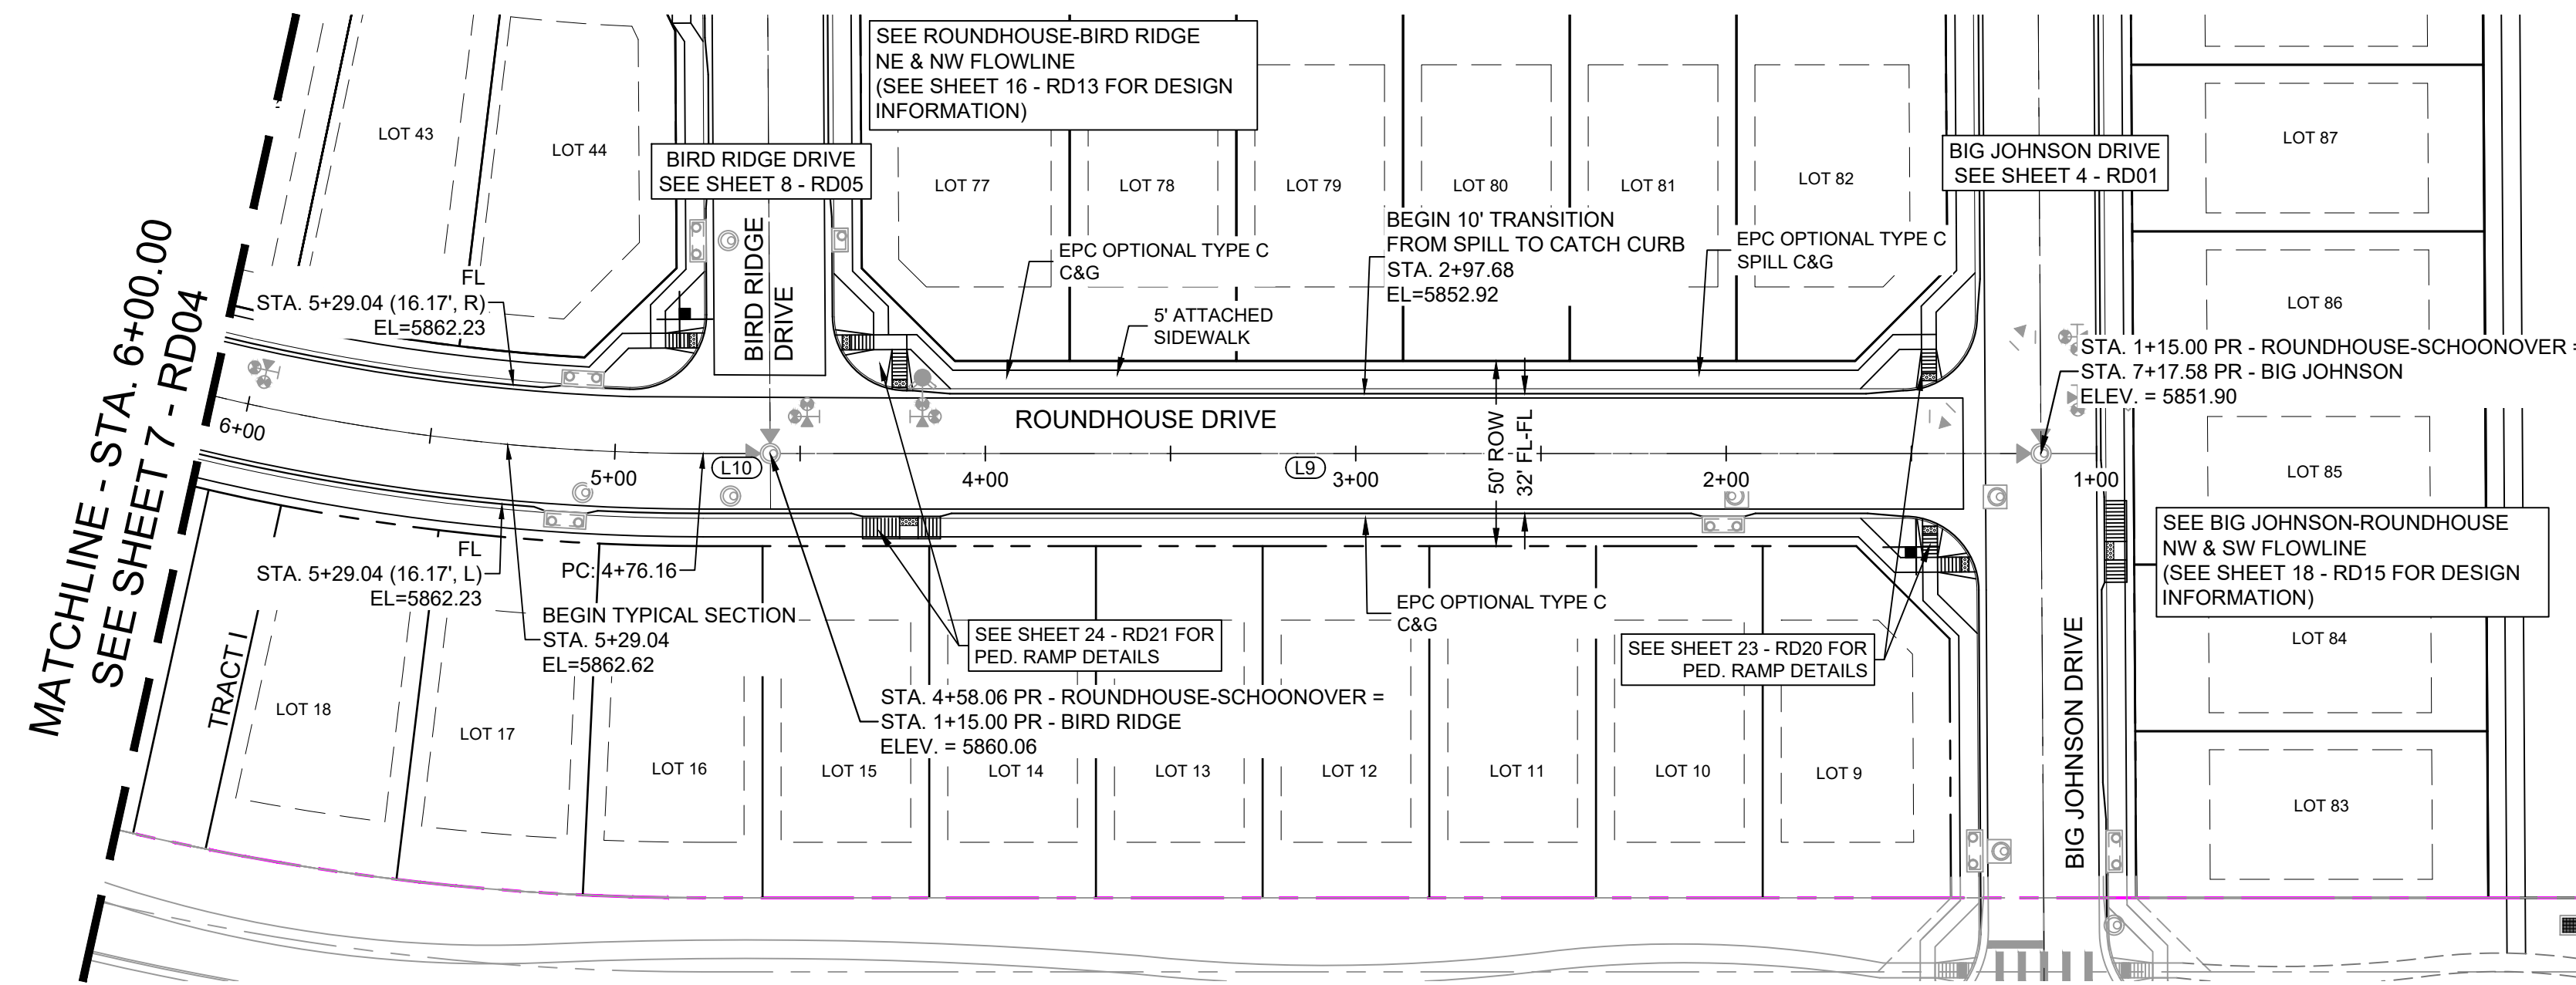 SEE ROUNDHOUSE-BIRD RIDGE
NE & NW FLOWLINE
(SEE SHEET 16 - RD13 FOR DESIGN
INFORMATION)
LOT 43
LOT 44
BIRD RIDGE DRIVE
SEE SHEET 8 - RD05
LOT 77
LOT 78
LOT 79
LOT 80
LOT 81
LOT 82
BIG JOHNSON DRIVE
SEE SHEET 4 - RD01
LOT 87
LOT 86
LOT 85
LOT 84
LOT 83
MATCHLINE - STA. 6+00.00
SEE SHEET 7 - RD04
FL
STA. 5+29.04 (16.17', R)
EL=5862.23
BIRD RIDGE
DRIVE
EPC OPTIONAL TYPE C
C&G
5' ATTACHED
SIDEWALK
BEGIN 10' TRANSITION
FROM SPILL TO CATCH CURB
STA. 2+97.68
EL=5852.92
EPC OPTIONAL TYPE C
SPILL C&G
STA. 1+15.00 PR - ROUNDHOUSE-SCHOONOVER =
STA. 7+17.58 PR - BIG JOHNSON
ELEV. = 5851.90
ROUNDHOUSE DRIVE
50' ROW
32' FL-FL
6+00
5+00
L10
4+00
L9
3+00
2+00
1+00
SEE BIG JOHNSON-ROUNDHOUSE
NW & SW FLOWLINE
(SEE SHEET 18 - RD15 FOR DESIGN
INFORMATION)
FL
STA. 5+29.04 (16.17', L)
EL=5862.23
PC: 4+76.16
BEGIN TYPICAL SECTION
STA. 5+29.04
EL=5862.62
SEE SHEET 24 - RD21 FOR
PED. RAMP DETAILS
EPC OPTIONAL TYPE C
C&G
SEE SHEET 23 - RD20 FOR
PED. RAMP DETAILS
STA. 4+58.06 PR - ROUNDHOUSE-SCHOONOVER =
STA. 1+15.00 PR - BIRD RIDGE
ELEV. = 5860.06
BIG JOHNSON DRIVE
TRACT I
LOT 18
LOT 17
LOT 16
LOT 15
LOT 14
LOT 13
LOT 12
LOT 11
LOT 10
LOT 9